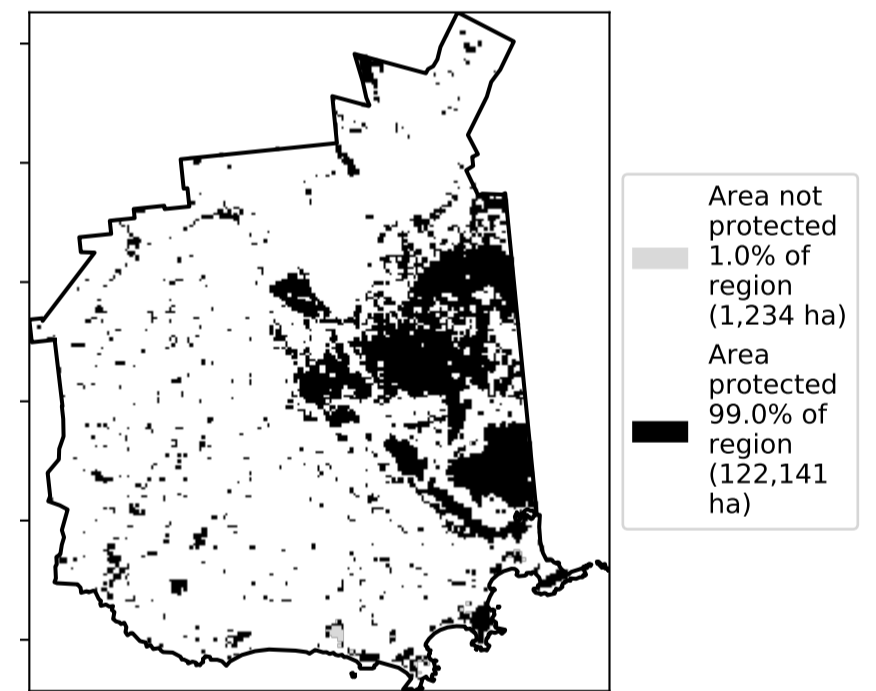 Area not
protected
1.0% of
region
(1,234 ha)
Area
protected
99.0% of
region
(122,141
ha)